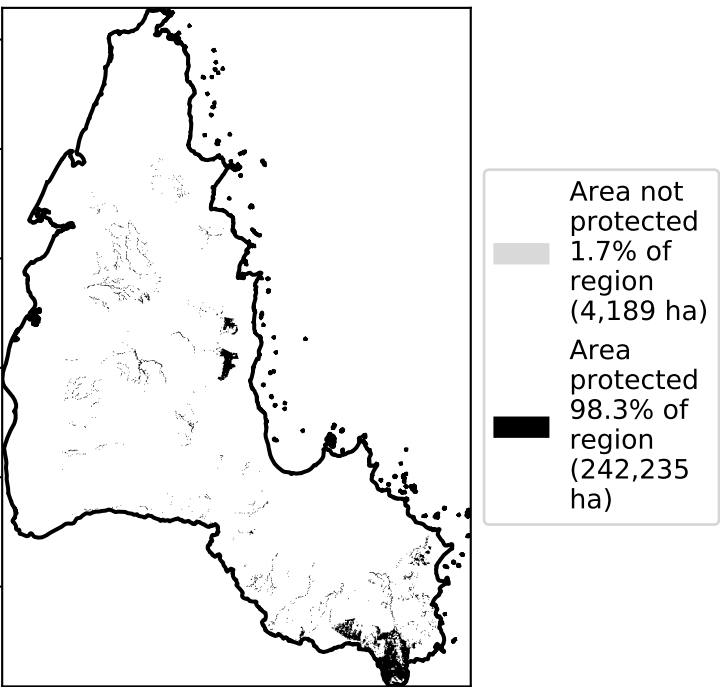 Area not
protected
1.7% of
region
(4,189 ha)
Area
protected
98.3% of
region
(242,235
ha)